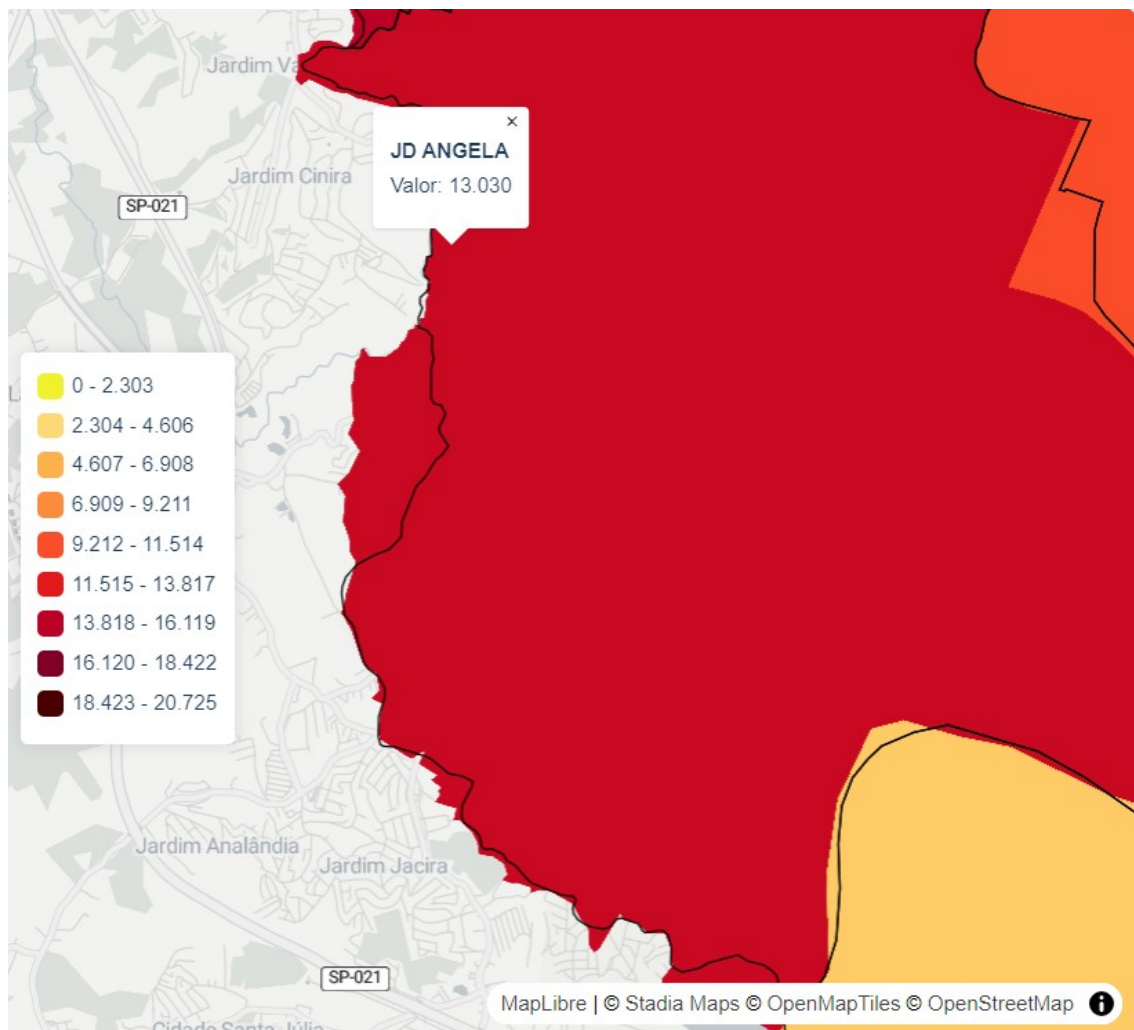 Jardim Va
×
JD ANGELA
Valor: 13.030
Jardim Cinira
SP-021
0 - 2.303
2.304 - 4.606
4.607 - 6.908
6.909 - 9.211
9.212 - 11.514
11.515 - 13.817
13.818 - 16.119
16.120 - 18.422
18.423 - 20.725
Jardim Analândia
Jardim Jacira
SP-021
MapLibre | © Stadia Maps © OpenMapTiles © OpenStreetMap
Cidade Santa Júlia